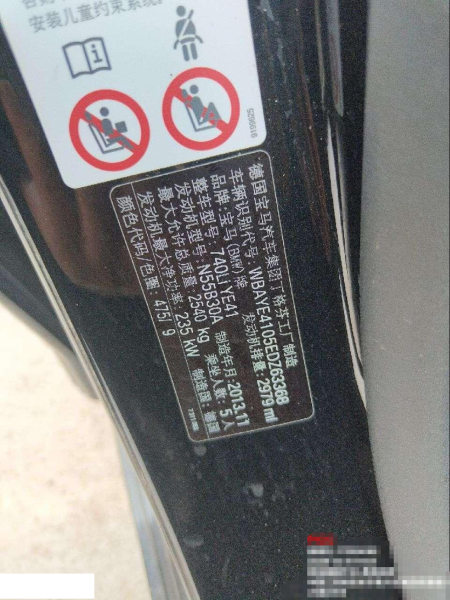 安装儿童约束系统
5A99616
德国宝马汽车集团丁格芬工厂 制造
车辆识别代号: WBAYE4105EDZ63368
品牌: 宝马(BMW)牌 发动机排量: 2979 ml
整车型号: 740Li YE41
发动机型号: N55B30A 制造年月: 2013.11
最大允许总质量: 2540 kg 乘坐人数: 5人
发动机最大净功率: 235 kW 制造国: 德国
颜色代码/色圈: 475/9